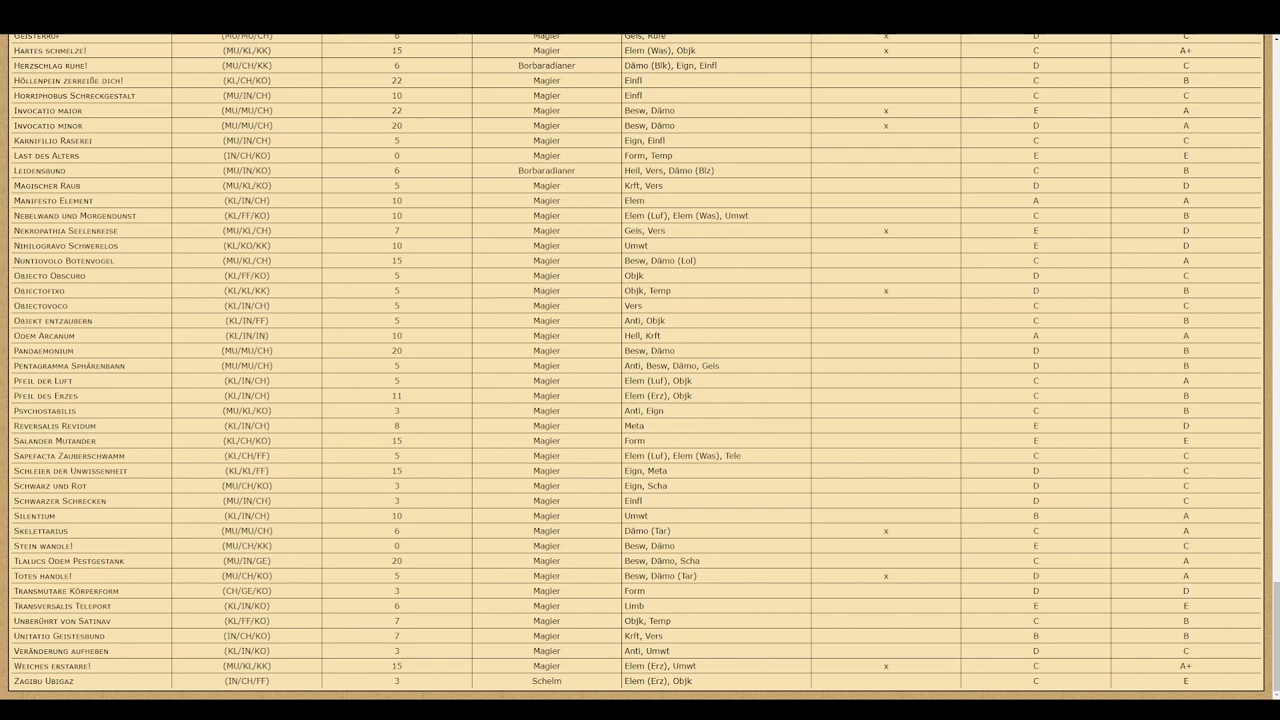 GEISTERRUF (MU/MU/CH) 6 Magier Geis, Rufe x D C
HARTES SCHMELZE! (MU/KL/KK) 15 Magier Elem (Was), Objk x C A+
HERZSCHLAG RUHE! (MU/CH/KK) 6 Borbaradianer Dämo (Blk), Eign, Einfl D C
HÖLLENPEIN ZERREIßE DICH! (KL/CH/KO) 22 Magier Einfl C B
HORRIPHOBUS SCHRECKGESTALT (MU/IN/CH) 10 Magier Einfl C C
INVOCATIO MAIOR (MU/MU/CH) 22 Magier Besw, Dämo x E A
INVOCATIO MINOR (MU/MU/CH) 20 Magier Besw, Dämo x D A
KARNIFILIO RASEREI (MU/IN/CH) 5 Magier Eign, Einfl C C
LAST DES ALTERS (IN/CH/KO) 0 Magier Form, Temp E E
LEIDENSBUND (MU/IN/KO) 6 Borbaradianer Heil, Vers, Dämo (Blz) C B
MAGISCHER RAUB (MU/KL/KO) 5 Magier Krft, Vers D D
MANIFESTO ELEMENT (KL/IN/CH) 10 Magier Elem A A
NEBELWAND UND MORGENDUNST (KL/FF/KO) 10 Magier Elem (Luf), Elem (Was), Umwt C B
NEKROPATHIA SEELENREISE (MU/KL/CH) 7 Magier Geis, Vers x E D
NIHILOGRAVO SCHWERELOS (KL/KO/KK) 10 Magier Umwt E D
NUNTIOVOLO BOTENVOGEL (MU/KL/CH) 15 Magier Besw, Dämo (Lol) C A
OBJECTO OBSCURO (KL/FF/KO) 5 Magier Objk D C
OBJECTOFIXO (KL/KL/KK) 5 Magier Objk, Temp x D B
OBJECTOVOCO (KL/IN/CH) 5 Magier Vers C C
OBJEKT ENTZAUBERN (KL/IN/FF) 5 Magier Anti, Objk C B
ODEM ARCANUM (KL/IN/IN) 10 Magier Hell, Krft A A
PANDAEMONIUM (MU/MU/CH) 20 Magier Besw, Dämo D B
PENTAGRAMMA SPHÄRENBANN (MU/MU/CH) 5 Magier Anti, Besw, Dämo, Geis D B
PFEIL DER LUFT (KL/IN/CH) 5 Magier Elem (Luf), Objk C A
PFEIL DES ERZES (KL/IN/CH) 11 Magier Elem (Erz), Objk C B
PSYCHOSTABILIS (MU/KL/KO) 3 Magier Anti, Eign C B
REVERSALIS REVIDUM (KL/IN/CH) 8 Magier Meta E D
SALANDER MUTANDER (KL/CH/KO) 15 Magier Form E E
SAPEFACTA ZAUBERSCHWAMM (KL/CH/FF) 5 Magier Elem (Luf), Elem (Was), Tele C C
SCHLEIER DER UNWISSENHEIT (KL/KL/FF) 15 Magier Eign, Meta D C
SCHWARZ UND ROT (MU/CH/KO) 3 Magier Eign, Scha D C
SCHWARZER SCHRECKEN (MU/IN/CH) 3 Magier Einfl D C
SILENTIUM (KL/IN/CH) 10 Magier Umwt B A
SKELETTARIUS (MU/MU/CH) 6 Magier Dämo (Tar) x C A
STEIN WANDLE! (MU/CH/KK) 0 Magier Besw, Dämo E C
TLALUCS ODEM PESTGESTANK (MU/IN/GE) 20 Magier Besw, Dämo, Scha C A
TOTES HANDLE! (MU/CH/KO) 5 Magier Besw, Dämo (Tar) x D A
TRANSMUTARE KÖRPERFORM (CH/GE/KO) 3 Magier Form D D
TRANSVERSALIS TELEPORT (KL/IN/KO) 6 Magier Limb E E
UNBERÜHRT VON SATINAV (KL/FF/KO) 7 Magier Objk, Temp C B
UNITATIO GEISTESBUND (IN/CH/KO) 7 Magier Krft, Vers B B
VERÄNDERUNG AUFHEBEN (KL/IN/KO) 3 Magier Anti, Umwt D C
WEICHES ERSTARRE! (MU/KL/KK) 15 Magier Elem (Erz), Umwt x C A+
ZAGIBU UBIGAZ (IN/CH/FF) 3 Schelm Elem (Erz), Objk C E